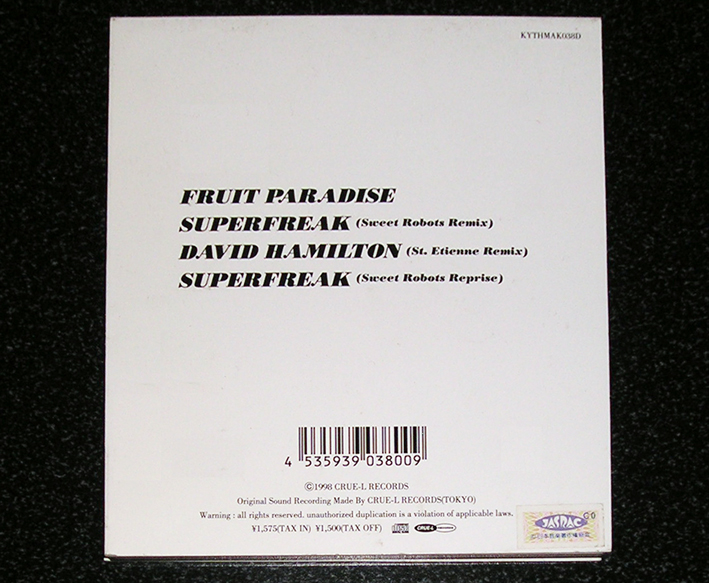 KYTHMAK038D
FRUIT PARADISE
SUPERFREAK (Sweet Robots Remix)
DAVID HAMILTON (St. Etienne Remix)
SUPERFREAK (Sweet Robots Reprise)
4 535939 038009
©1998 CRUE-L RECORDS
Original Sound Recording Made By CRUE-L RECORDS(TOKYO)
Warning : all rights reserved. unauthorized duplication is a violation of applicable laws.
¥1,575(TAX IN) ¥1,500(TAX OFF) CRUE-L
JASRAC